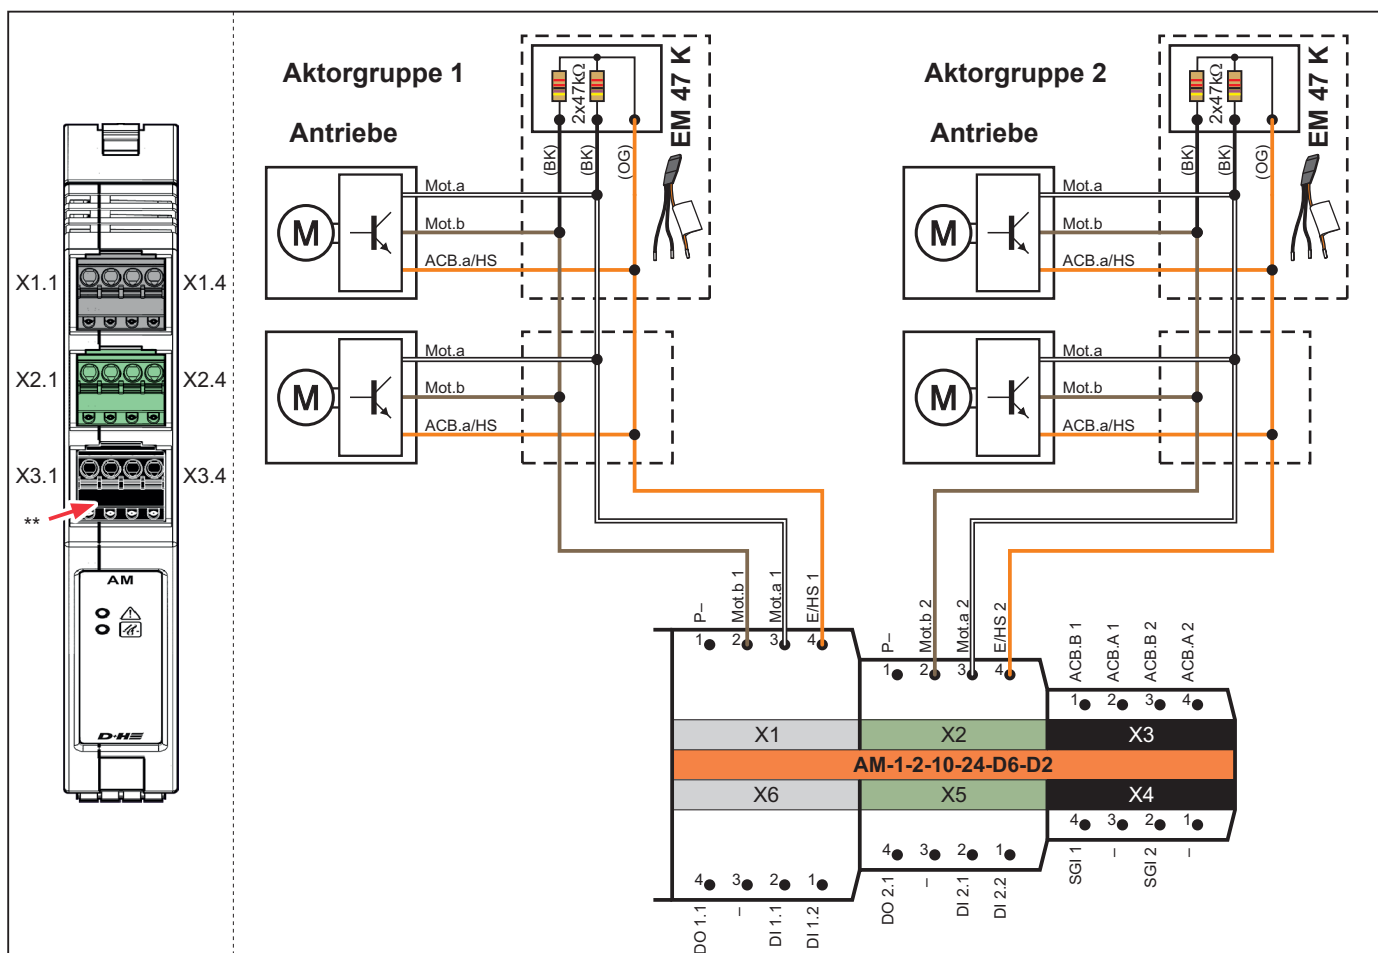 Aktorgruppe 1
Antriebe
2x47kΩ
EM 47 K
(BK)
(BK)
(OG)
M
Mot.a
Mot.b
ACB.a/HS
M
Mot.a
Mot.b
ACB.a/HS
Aktorgruppe 2
Antriebe
2x47kΩ
EM 47 K
(BK)
(BK)
(OG)
M
Mot.a
Mot.b
ACB.a/HS
M
Mot.a
Mot.b
ACB.a/HS
X1.1
X1.4
X2.1
X2.4
X3.1
X3.4
**
AM
D+H
P–
Mot.b 1
Mot.a 1
E/HS 1
1
2
3
4
P–
Mot.b 2
Mot.a 2
E/HS 2
1
2
3
4
ACB.B 1
ACB.A 1
ACB.B 2
ACB.A 2
1
2
3
4
X1
X2
X3
AM-1-2-10-24-D6-D2
X6
X5
X4
4
3
2
1
DO 1.1
–
DI 1.1
DI 1.2
4
3
2
1
DO 2.1
–
DI 2.1
DI 2.2
4
3
2
1
SGI 1
–
SGI 2
–